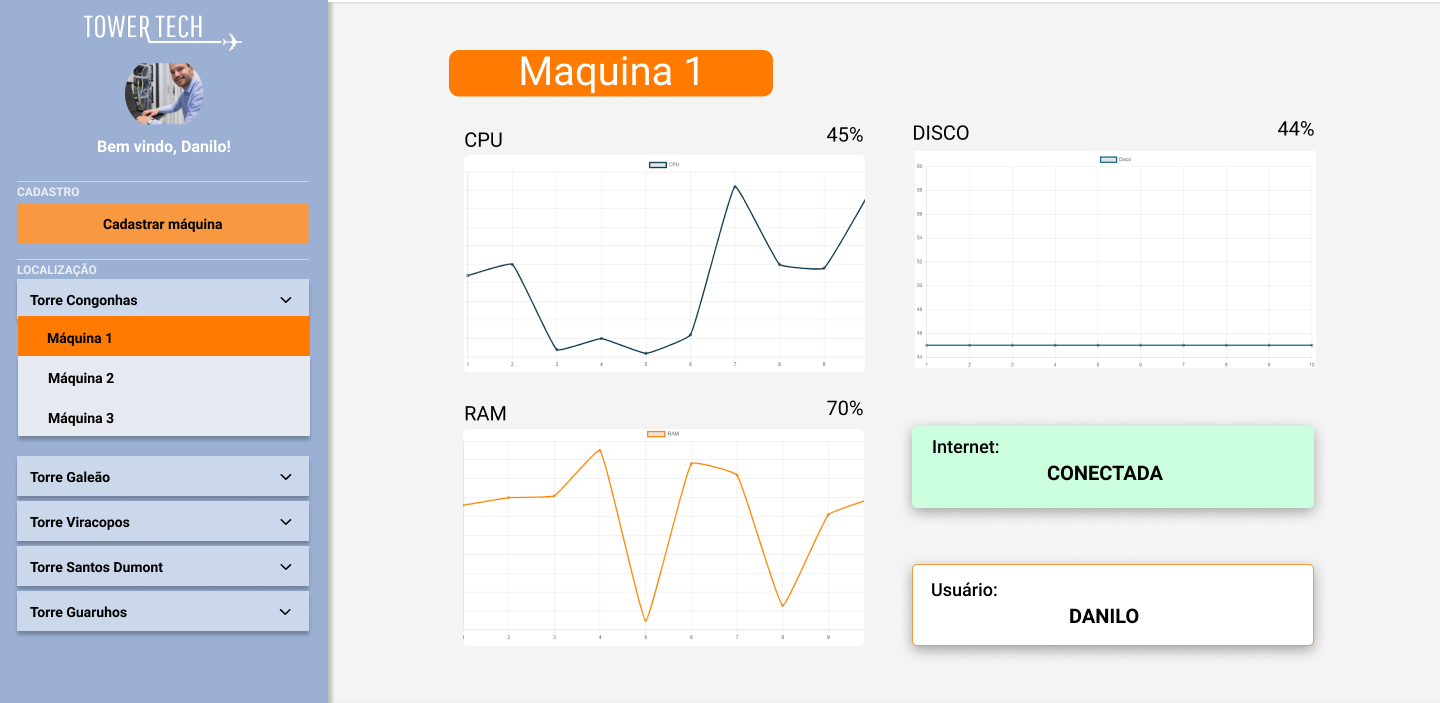 TOWER TECH
Bem vindo, Danilo!
CADASTRO
Cadastrar máquina
LOCALIZAÇÃO
Torre Congonhas
Máquina 1
Máquina 2
Máquina 3
Torre Galeão
Torre Viracopos
Torre Santos Dumont
Torre Guaruhos
Maquina 1
CPU 45%
CPU
1 2 3 4 5 6 7 8 9
DISCO 44%
Disco
60
58
56
54
52
50
48
46
44
1 2 3 4 5 6 7 8 9 10
RAM 70%
RAM
1 2 3 4 5 6 7 8 9
Internet:
CONECTADA
Usuário:
DANILO